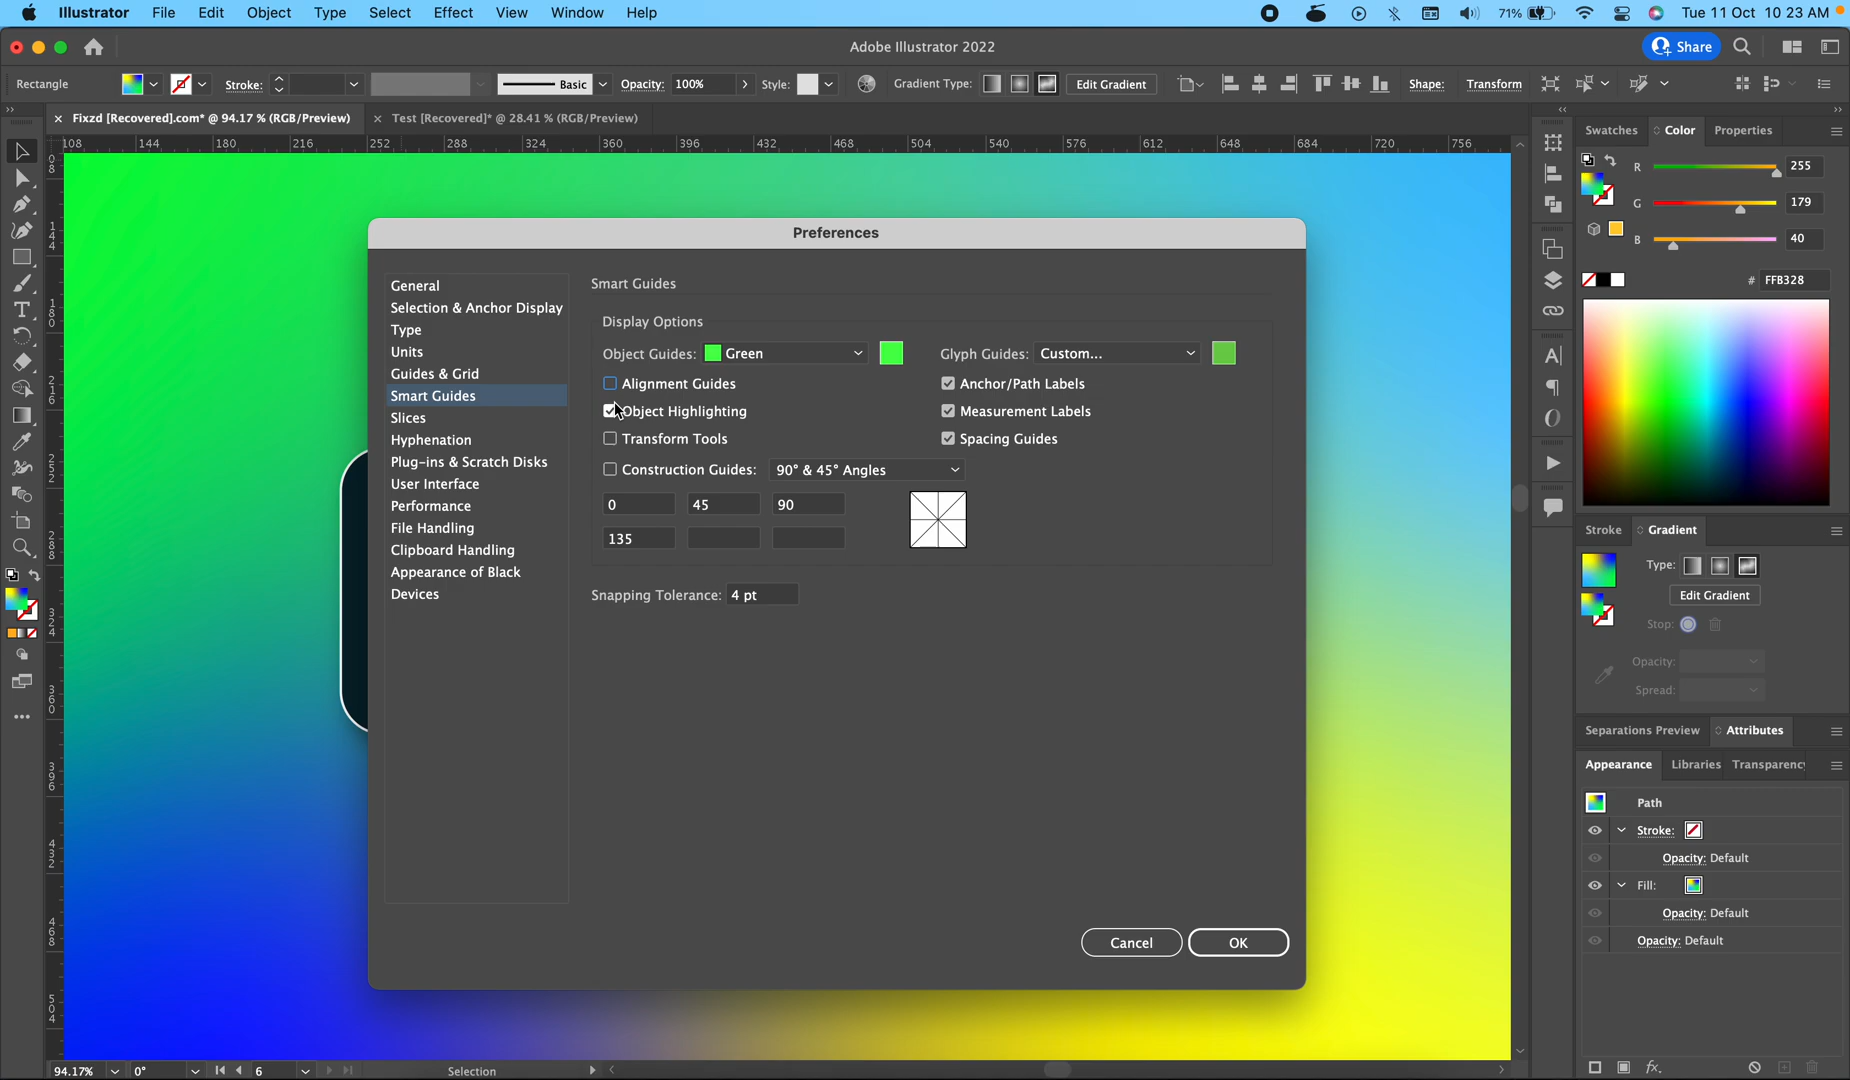 Illustrator File Edit Object Type Select Effect View Window Help 71% Tue 11 Oct 10 23 AM
Adobe Illustrator 2022 Share
Rectangle Stroke: Basic Opacity: 100% Style: Gradient Type: Edit Gradient Shape: Transform
Fixzd [Recovered].com* @ 94.17 % (RGB/Preview) Test [Recovered]* @ 28.41 % (RGB/Preview)
108 144 180 216 252 288 324 360 396 432 468 504 540 576 612 648 684 720 756
Swatches Color Properties
R 255
G 179
B 40
# FFB328
Preferences
General
Selection & Anchor Display
Type
Units
Guides & Grid
Smart Guides
Slices
Hyphenation
Plug-ins & Scratch Disks
User Interface
Performance
File Handling
Clipboard Handling
Appearance of Black
Devices
Smart Guides
Display Options
Object Guides: Green Glyph Guides: Custom...
Alignment Guides Anchor/Path Labels
Object Highlighting Measurement Labels
Transform Tools Spacing Guides
Construction Guides: 90° & 45° Angles
0 45 90
135
Snapping Tolerance: 4 pt
Cancel OK
Stroke Gradient
Type:
Edit Gradient
Stop:
Opacity:
Spread:
Separations Preview Attributes
Appearance Libraries Transparency
Path
Stroke:
Opacity: Default
Fill:
Opacity: Default
Opacity: Default
94.17% 0° 6 Selection